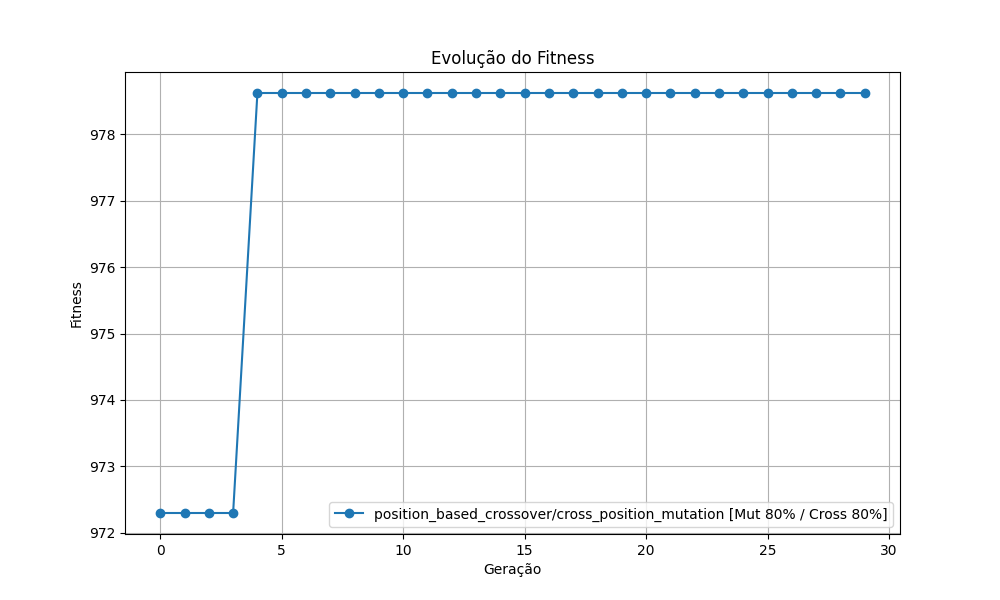 Evolução do Fitness
Fitness
978
977
976
975
974
973
972
position_based_crossover/cross_position_mutation [Mut 80% / Cross 80%]
0 5 10 15 20 25 30
Geração